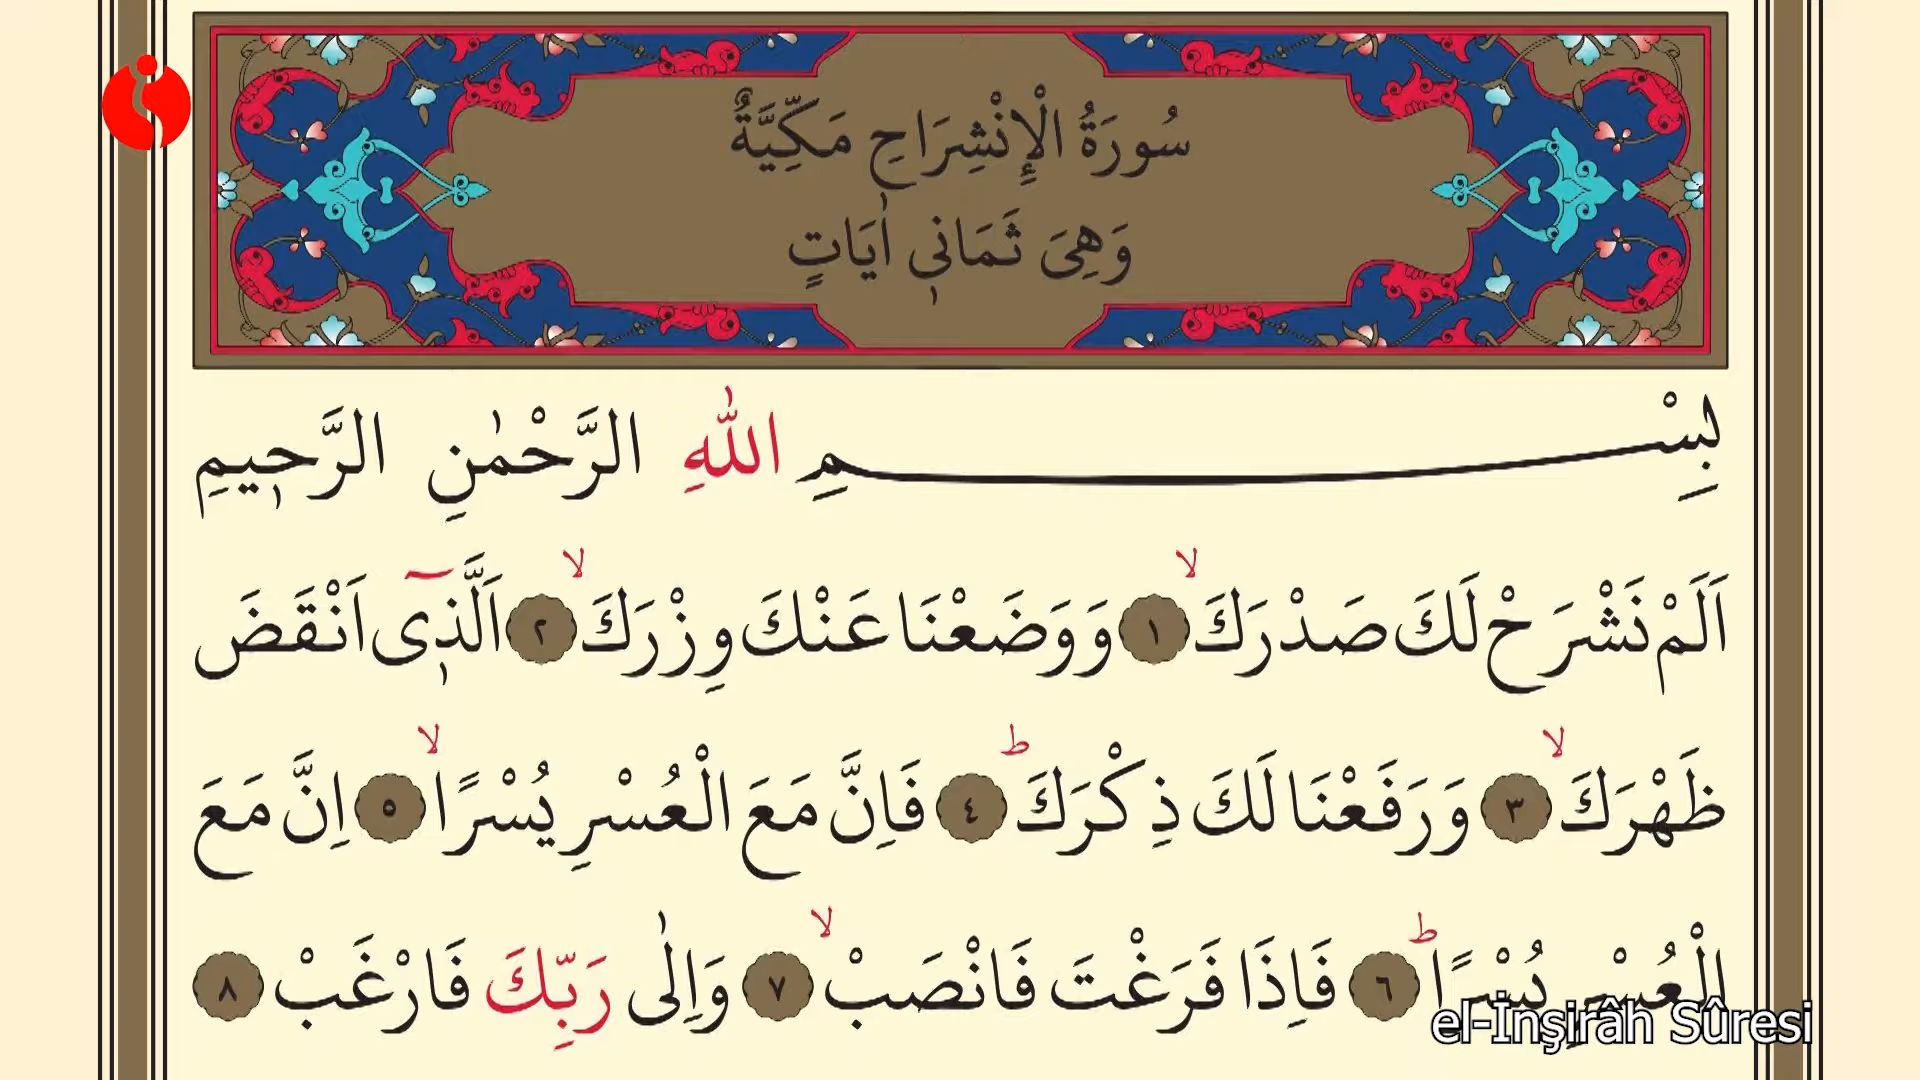 سُورَةُ الْإِنْشِرَاحِ مَكِّيَّةٌ
وَهِيَ ثَمَانٖي اٰيَاتٍ
بِسْمِ اللّٰهِ الرَّحْمٰنِ الرَّحٖيمِ
اَلَمْ نَشْرَحْ لَكَ صَدْرَكَۙ ١ وَوَضَعْنَا عَنْكَ وِزْرَكَۙ ٢ اَلَّذٖٓى اَنْقَضَ
ظَهْرَكَۙ ٣ وَرَفَعْنَا لَكَ ذِكْرَكَؕ ٤ فَاِنَّ مَعَ الْعُسْرِ يُسْرًاۙ ٥ اِنَّ مَعَ
الْعُسْرِ يُسْرًاؕ ٦ فَاِذَا فَرَغْتَ فَانْصَبْۙ ٧ وَاِلٰى رَبِّكَ فَارْغَبْ ٨
el-İnşirâh Sûresi